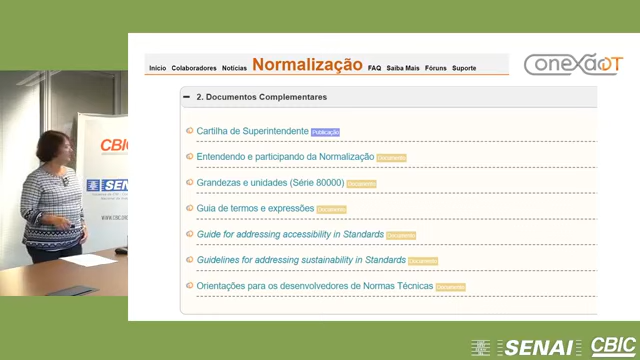 Início Colaboradores Notícias Normalização FAQ Saiba Mais Fóruns Suporte
conexãoDT
2. Documentos Complementares
Cartilha de Superintendente Publicação
Entendendo e participando da Normalização Documento
Grandezas e unidades (Série 80000) Documento
Guia de termos e expressões Documento
Guide for addressing accessibility in Standards Documento
Guidelines for addressing sustainability in Standards Documento
Orientações para os desenvolvedores de Normas Técnicas Documento
CBIC
SENAI
SENAI CBIC